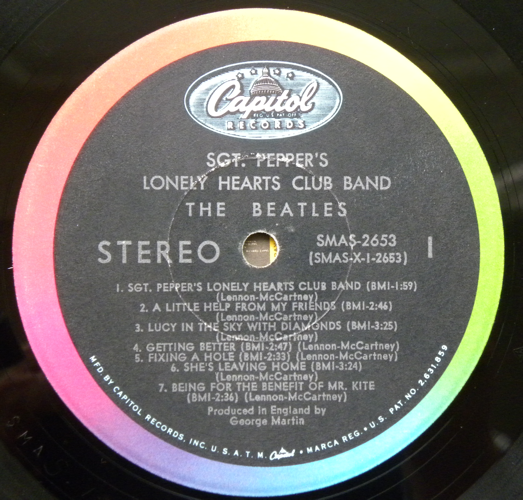 Capitol
RECORDS
SGT. PEPPER'S
LONELY HEARTS CLUB BAND
THE BEATLES
STEREO
SMAS-2653
(SMAS-X-1-2653)
1
1. SGT. PEPPER'S LONELY HEARTS CLUB BAND (BMI-1:59)
(Lennon-McCartney)
2. A LITTLE HELP FROM MY FRIENDS (BMI-2:46)
(Lennon-McCartney)
3. LUCY IN THE SKY WITH DIAMONDS (BMI-3:25)
(Lennon-McCartney)
4. GETTING BETTER (BMI-2:47) (Lennon-McCartney)
5. FIXING A HOLE (BMI-2:33) (Lennon-McCartney)
6. SHE'S LEAVING HOME (BMI-3:24)
(Lennon-McCartney)
7. BEING FOR THE BENEFIT OF MR. KITE
(BMI-2:36) (Lennon-McCartney)
Produced in England by
George Martin
MFD. BY CAPITOL RECORDS, INC. U. S. A. T. M. Capitol • MARCA REG. • U. S. PAT. NO. 2,631,859
SMAS